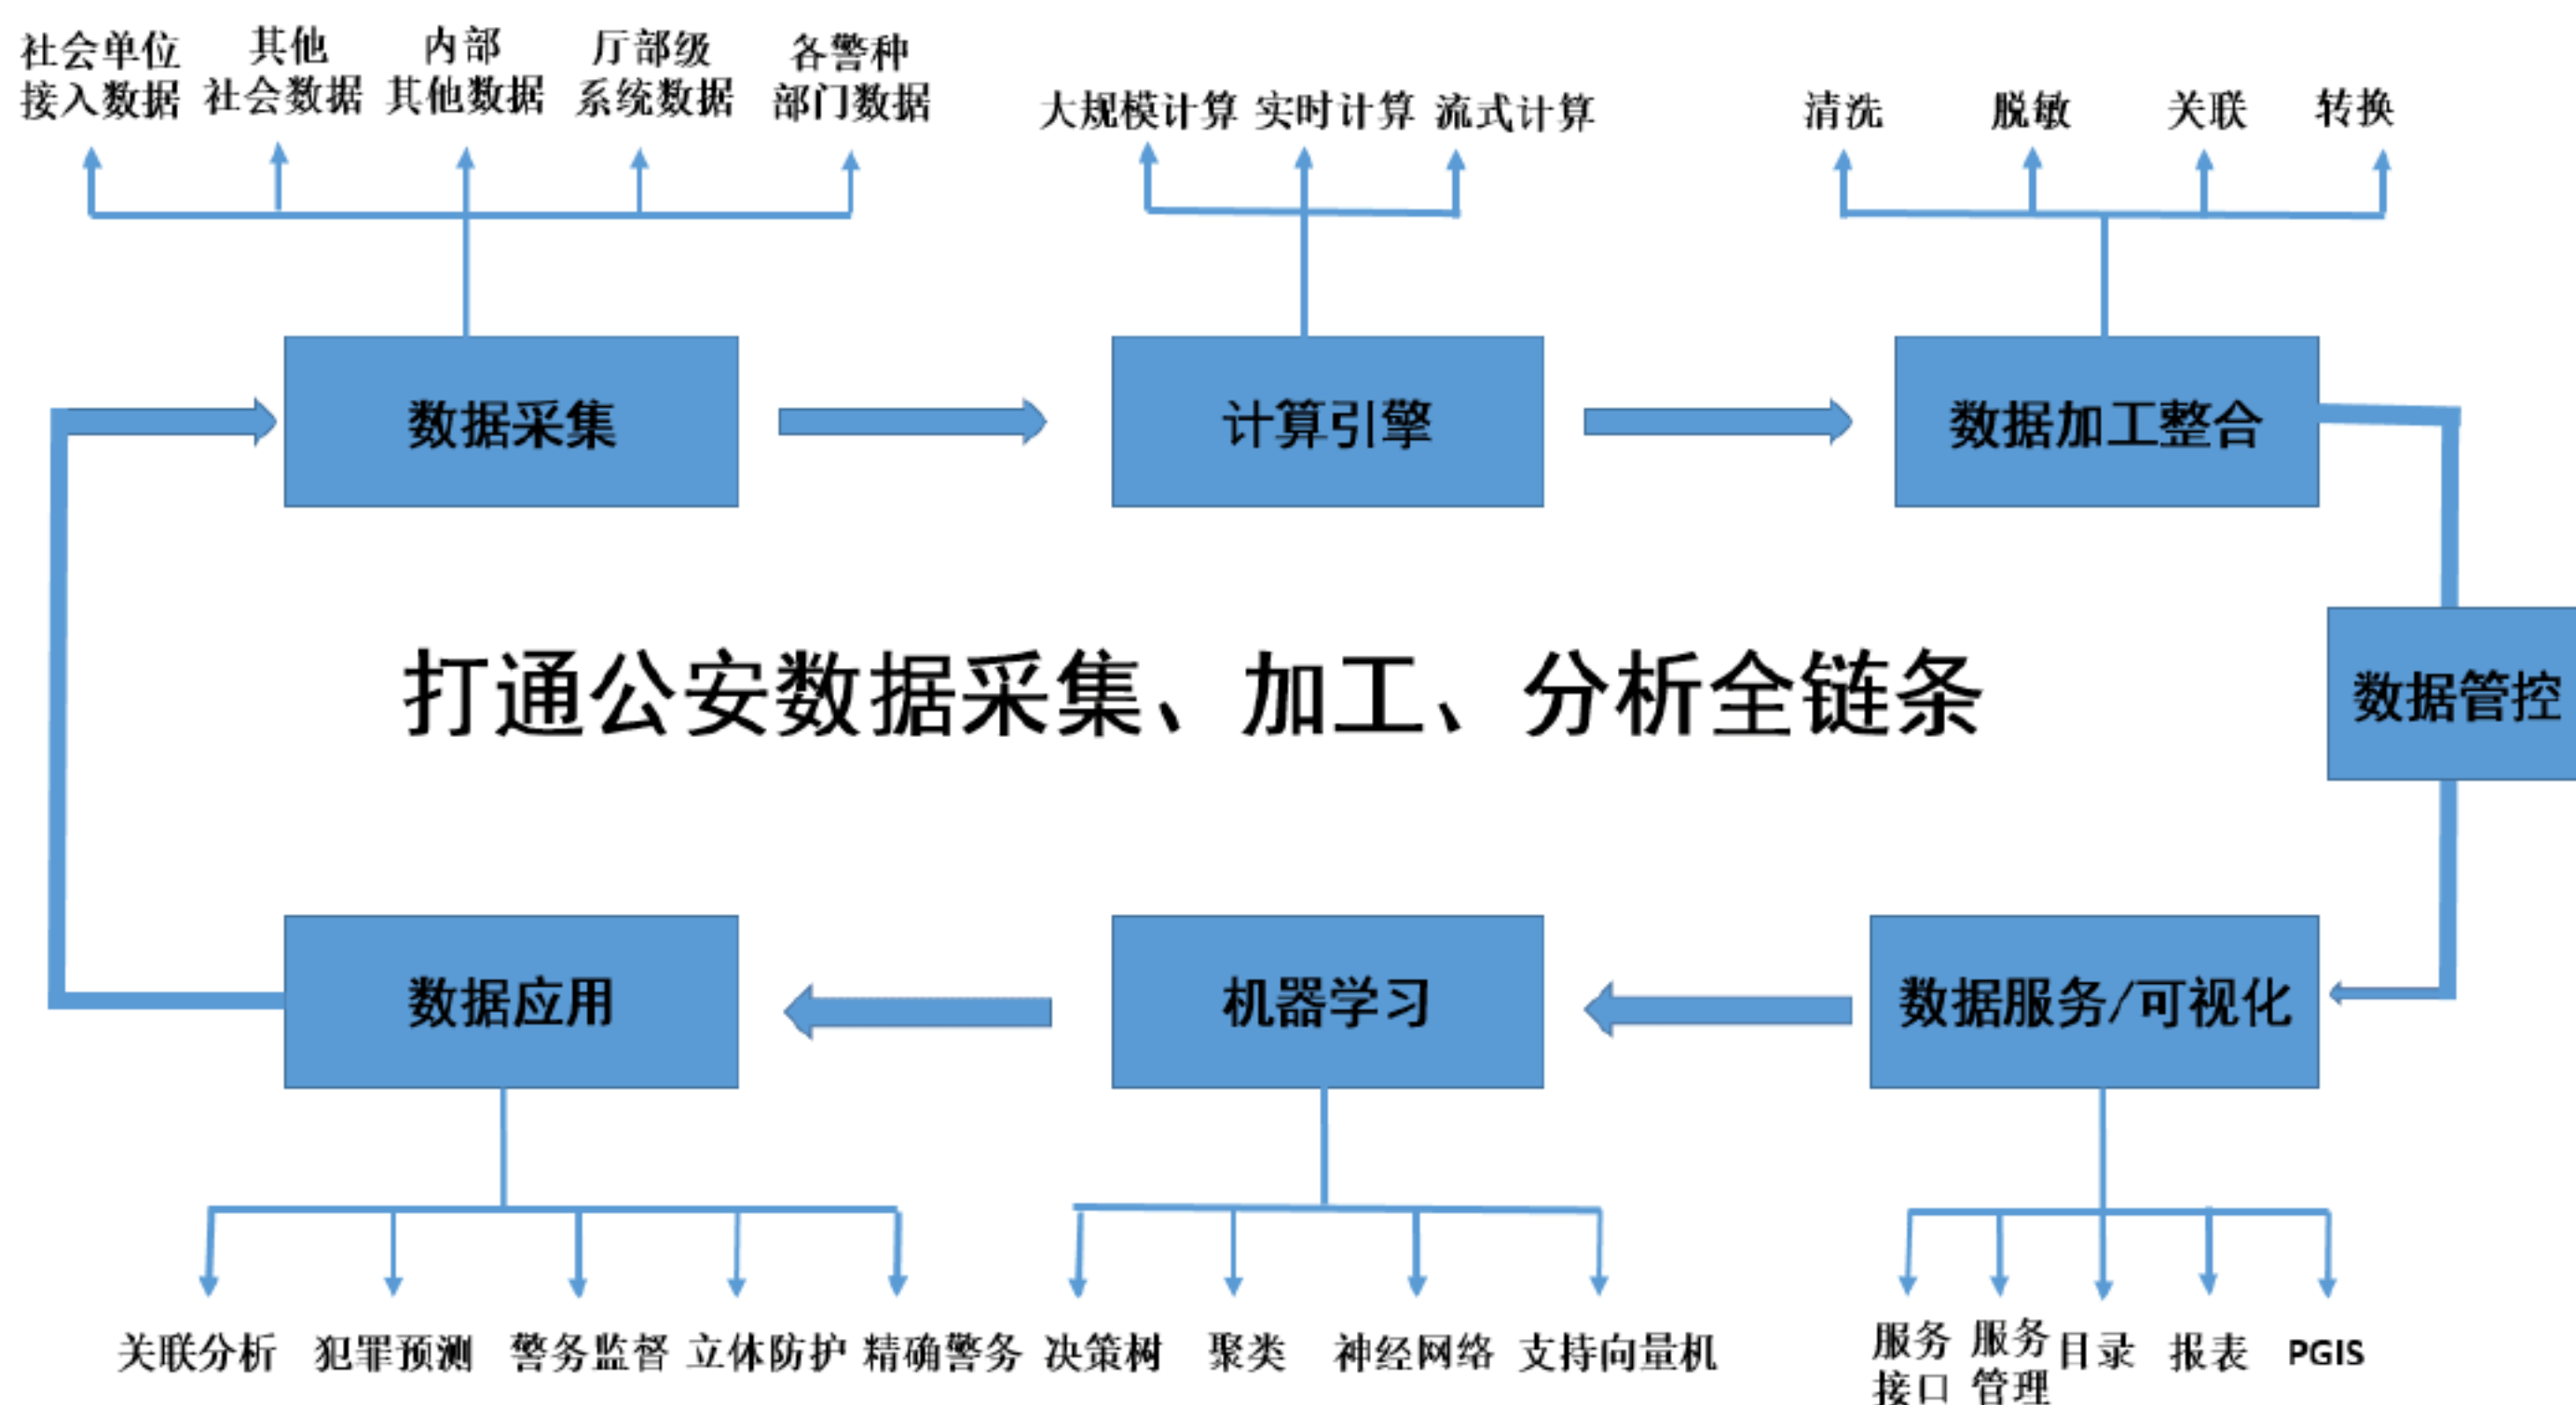 社会单位
接入数据
其他
社会数据
内部
其他数据
厅部级
系统数据
各警种
部门数据
大规模计算
实时计算
流式计算
清洗
脱敏
关联
转换
数据采集
计算引擎
数据加工整合
打通公安数据采集、加工、分析全链条
数据管控
数据应用
机器学习
数据服务/可视化
关联分析
犯罪预测
警务监督
立体防护
精确警务
决策树
聚类
神经网络
支持向量机
服务
接口
服务
管理
目录
报表
PGIS